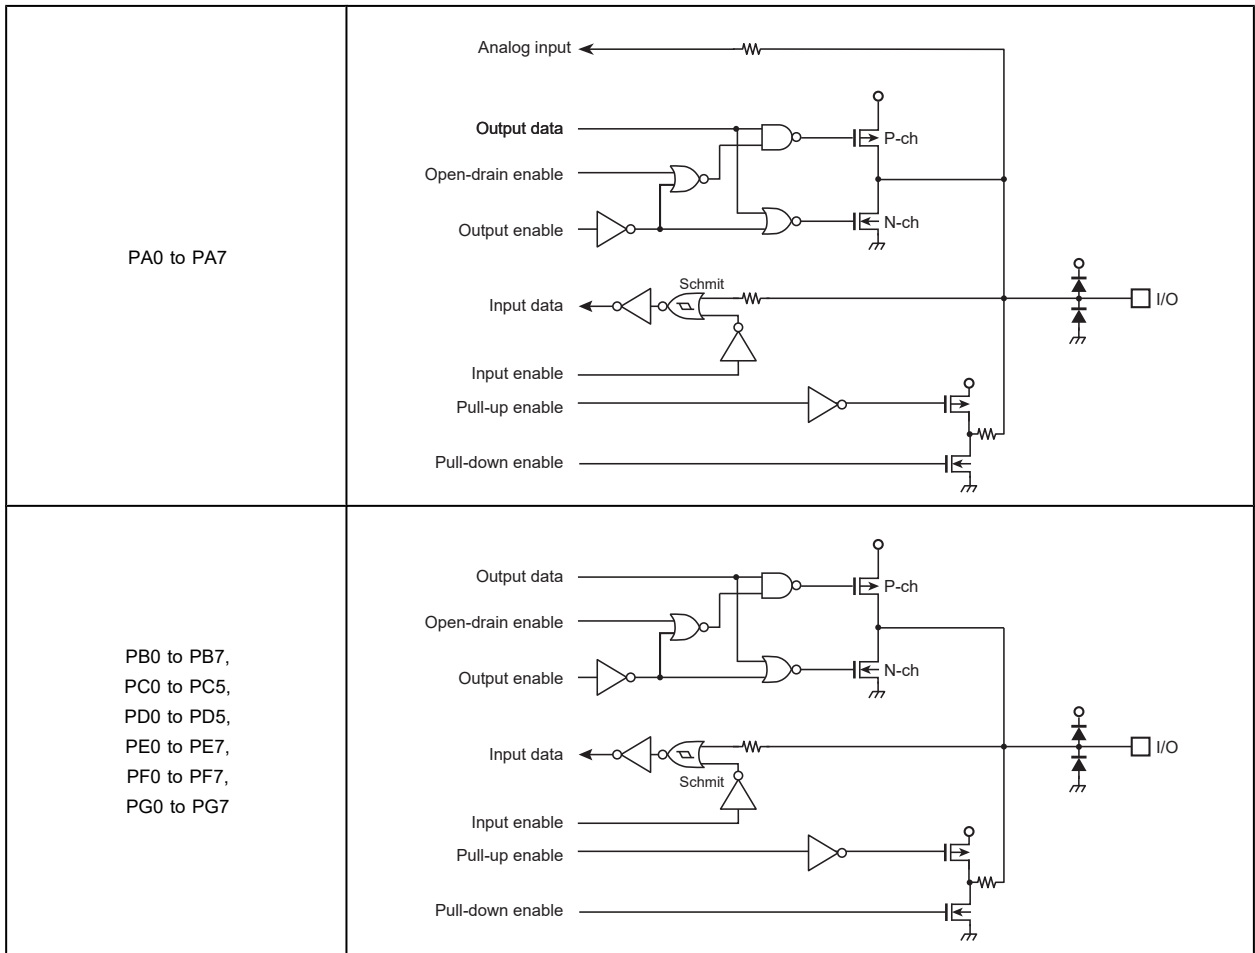 PA0 to PA7
Analog input
Output data
P-ch
Open-drain enable
N-ch
Output enable
Schmit
Input data
I/O
Input enable
Pull-up enable
Pull-down enable
PB0 to PB7,
PC0 to PC5,
PD0 to PD5,
PE0 to PE7,
PF0 to PF7,
PG0 to PG7
Output data
P-ch
Open-drain enable
N-ch
Output enable
Input data
I/O
Schmit
Input enable
Pull-up enable
Pull-down enable